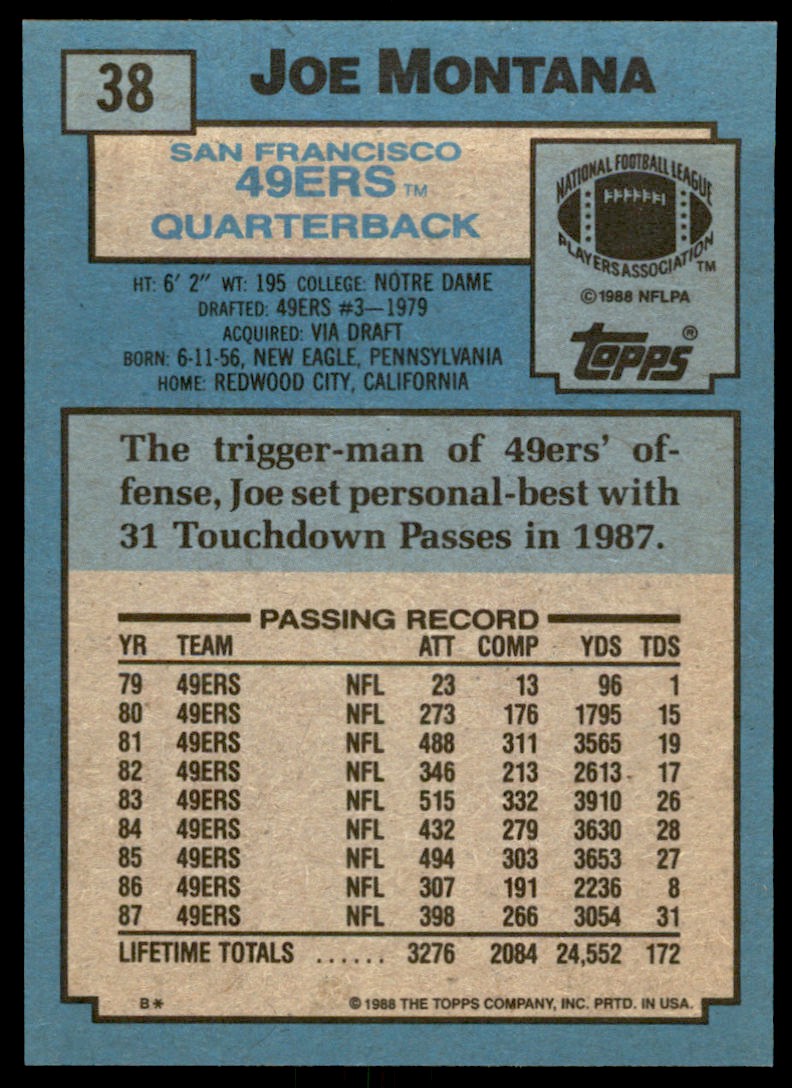 38
JOE MONTANA
SAN FRANCISCO
49ERS TM
QUARTERBACK
NATIONAL FOOTBALL LEAGUE
PLAYERS ASSOCIATION TM
© 1988 NFLPA
topps ®
HT: 6' 2" WT: 195 COLLEGE: NOTRE DAME
DRAFTED: 49ERS #3—1979
ACQUIRED: VIA DRAFT
BORN: 6-11-56, NEW EAGLE, PENNSYLVANIA
HOME: REDWOOD CITY, CALIFORNIA
The trigger-man of 49ers' of-
fense, Joe set personal-best with
31 Touchdown Passes in 1987.
PASSING RECORD
YR TEAM ATT COMP YDS TDS
79 49ERS NFL 23 13 96 1
80 49ERS NFL 273 176 1795 15
81 49ERS NFL 488 311 3565 19
82 49ERS NFL 346 213 2613 17
83 49ERS NFL 515 332 3910 26
84 49ERS NFL 432 279 3630 28
85 49ERS NFL 494 303 3653 27
86 49ERS NFL 307 191 2236 8
87 49ERS NFL 398 266 3054 31
LIFETIME TOTALS ...... 3276 2084 24,552 172
B* © 1988 THE TOPPS COMPANY, INC. PRTD. IN USA.